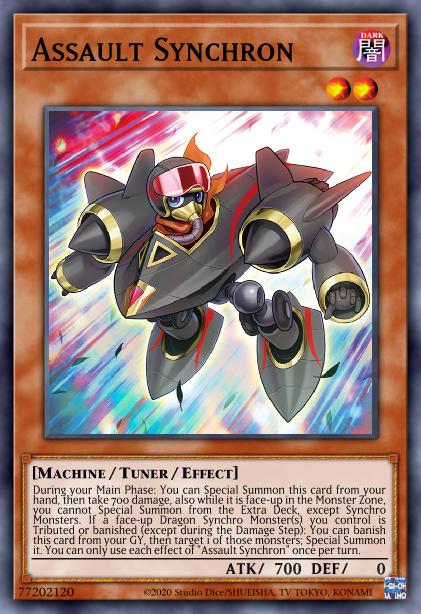 ASSAULT SYNCHRON
DARK
闇
[MACHINE / TUNER / EFFECT]
During your Main Phase: You can Special Summon this card from your
hand, then take 700 damage, also while it is face-up in the Monster Zone,
you cannot Special Summon from the Extra Deck, except Synchro
Monsters. If a face-up Dragon Synchro Monster(s) you control is
Tributed or banished (except during the Damage Step): You can banish
this card from your GY, then target 1 of those monsters; Special Summon
it. You can only use each effect of "Assault Synchron" once per turn.
ATK/ 700 DEF/ 0
77202120
©2020 Studio Dice/SHUEISHA, TV TOKYO, KONAMI